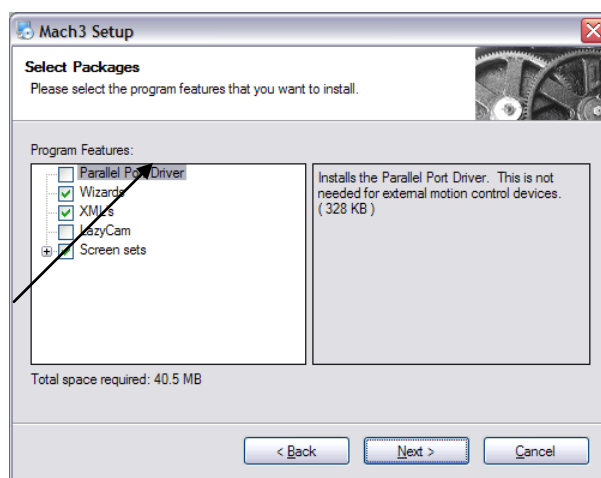 Mach3 Setup
Select Packages
Please select the program features that you want to install.
Program Features:
Parallel Port Driver
Wizards
XML's
LazyCam
Screen sets
Installs the Parallel Port Driver. This is not
needed for external motion control devices.
( 328 KB )
Total space required: 40.5 MB
< Back
Next >
Cancel